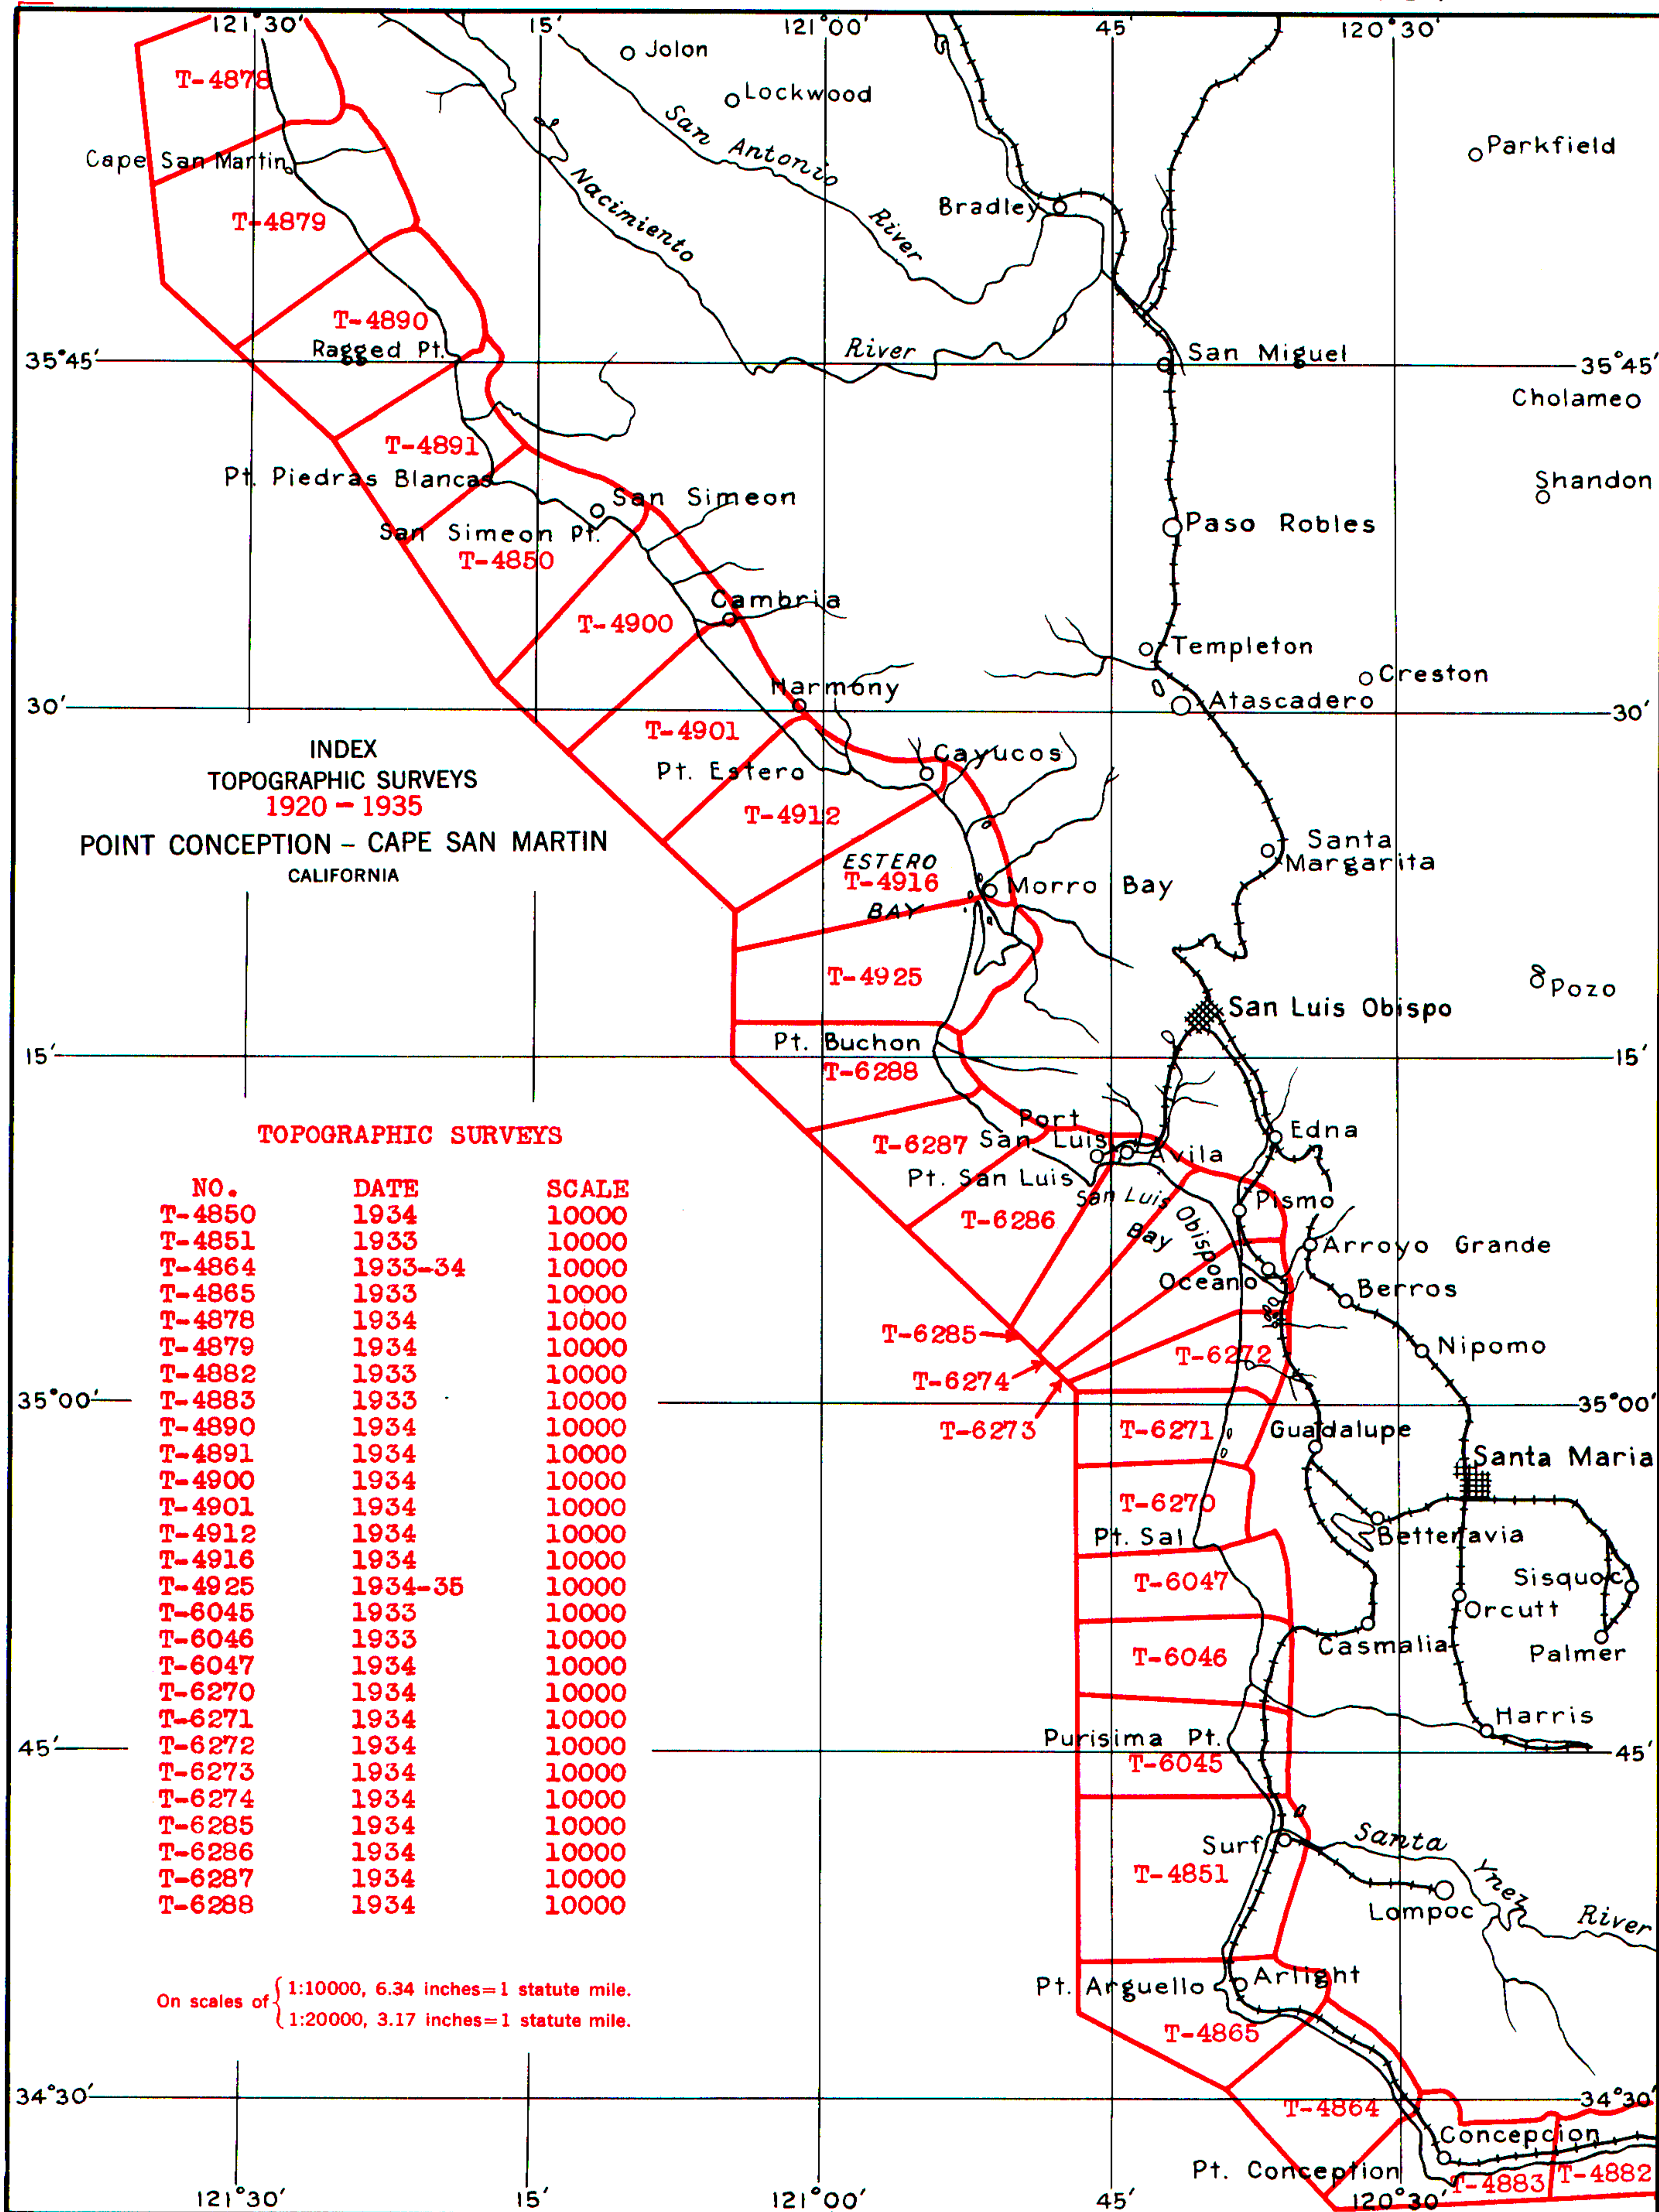 121°30′ 15′ 121°00′ 45′ 120°30′
Jolon
T-4878
Lockwood
San Antonio River
Parkfield
Cape San Martin
Nacimiento River
Bradley
T-4879
T-4890
Ragged Pt.
San Miguel
35°45′ 35°45′
Cholame
T-4891
Pt. Piedras Blancas
Shandon
San Simeon
Paso Robles
San Simeon Pt.
T-4850
Cambria
T-4900
Templeton
Creston
Harmony
Atascadero
30′ 30′
T-4901
INDEX
TOPOGRAPHIC SURVEYS
1920-1935
POINT CONCEPTION - CAPE SAN MARTIN
CALIFORNIA
Cayucos
Pt. Estero
T-4912
Santa
Margarita
ESTERO
T-4916
BAY
Morro Bay
T-4925
Pozo
San Luis Obispo
Pt. Buchon
15′ 15′
T-6288
Port
San Luis
Edna
T-6287
Avila
Pt. San Luis
San Luis Obispo
Bay
Pismo
T-6286
Arroyo Grande
Oceano
Berros
T-6285
T-6272
Nipomo
T-6274
T-6273
35°00′ 35°00′
T-6271
Guadalupe
Santa Maria
T-6270
Pt. Sal
Betteravia
T-6047
Sisquoc
Orcutt
Casmalia
Palmer
T-6046
Harris
Purisima Pt.
45′ 45′
T-6045
Surf
Santa Ynez River
T-4851
Lompoc
Pt. Arguello
Arlight
T-4865
34°30′ 34°30′
T-4864
Concepcion
Pt. Conception
T-4883
T-4882
121°30′ 15′ 121°00′ 45′ 120°30′
TOPOGRAPHIC SURVEYS
NO. DATE SCALE
T-4850 1934 10000
T-4851 1933 10000
T-4864 1933-34 10000
T-4865 1933 10000
T-4878 1934 10000
T-4879 1934 10000
T-4882 1933 10000
T-4883 1933 10000
T-4890 1934 10000
T-4891 1934 10000
T-4900 1934 10000
T-4901 1934 10000
T-4912 1934 10000
T-4916 1934 10000
T-4925 1934-35 10000
T-6045 1933 10000
T-6046 1933 10000
T-6047 1934 10000
T-6270 1934 10000
T-6271 1934 10000
T-6272 1934 10000
T-6273 1934 10000
T-6274 1934 10000
T-6285 1934 10000
T-6286 1934 10000
T-6287 1934 10000
T-6288 1934 10000
On scales of { 1:10000, 6.34 inches=1 statute mile.
1:20000, 3.17 inches=1 statute mile.